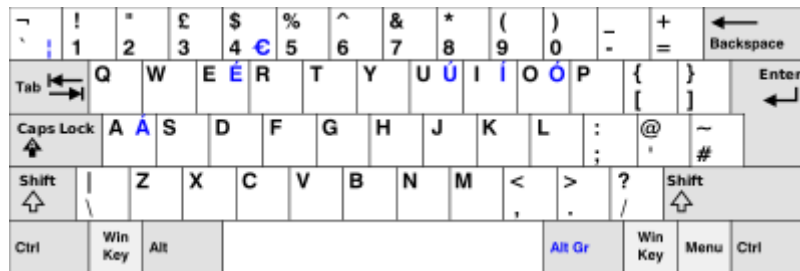 ¬ ! " £ $ % ^ & * ( ) _ +
` ¦ 1 2 3 4 € 5 6 7 8 9 0 - = Backspace
Tab Q W E É R T Y U Ú I Í O Ó P { } Enter
[ ]
Caps Lock A Á S D F G H J K L : @ ~
; ' #
Shift | Z X C V B N M < > ? Shift
\ , . /
Ctrl Win Key Alt Alt Gr Win Key Menu Ctrl